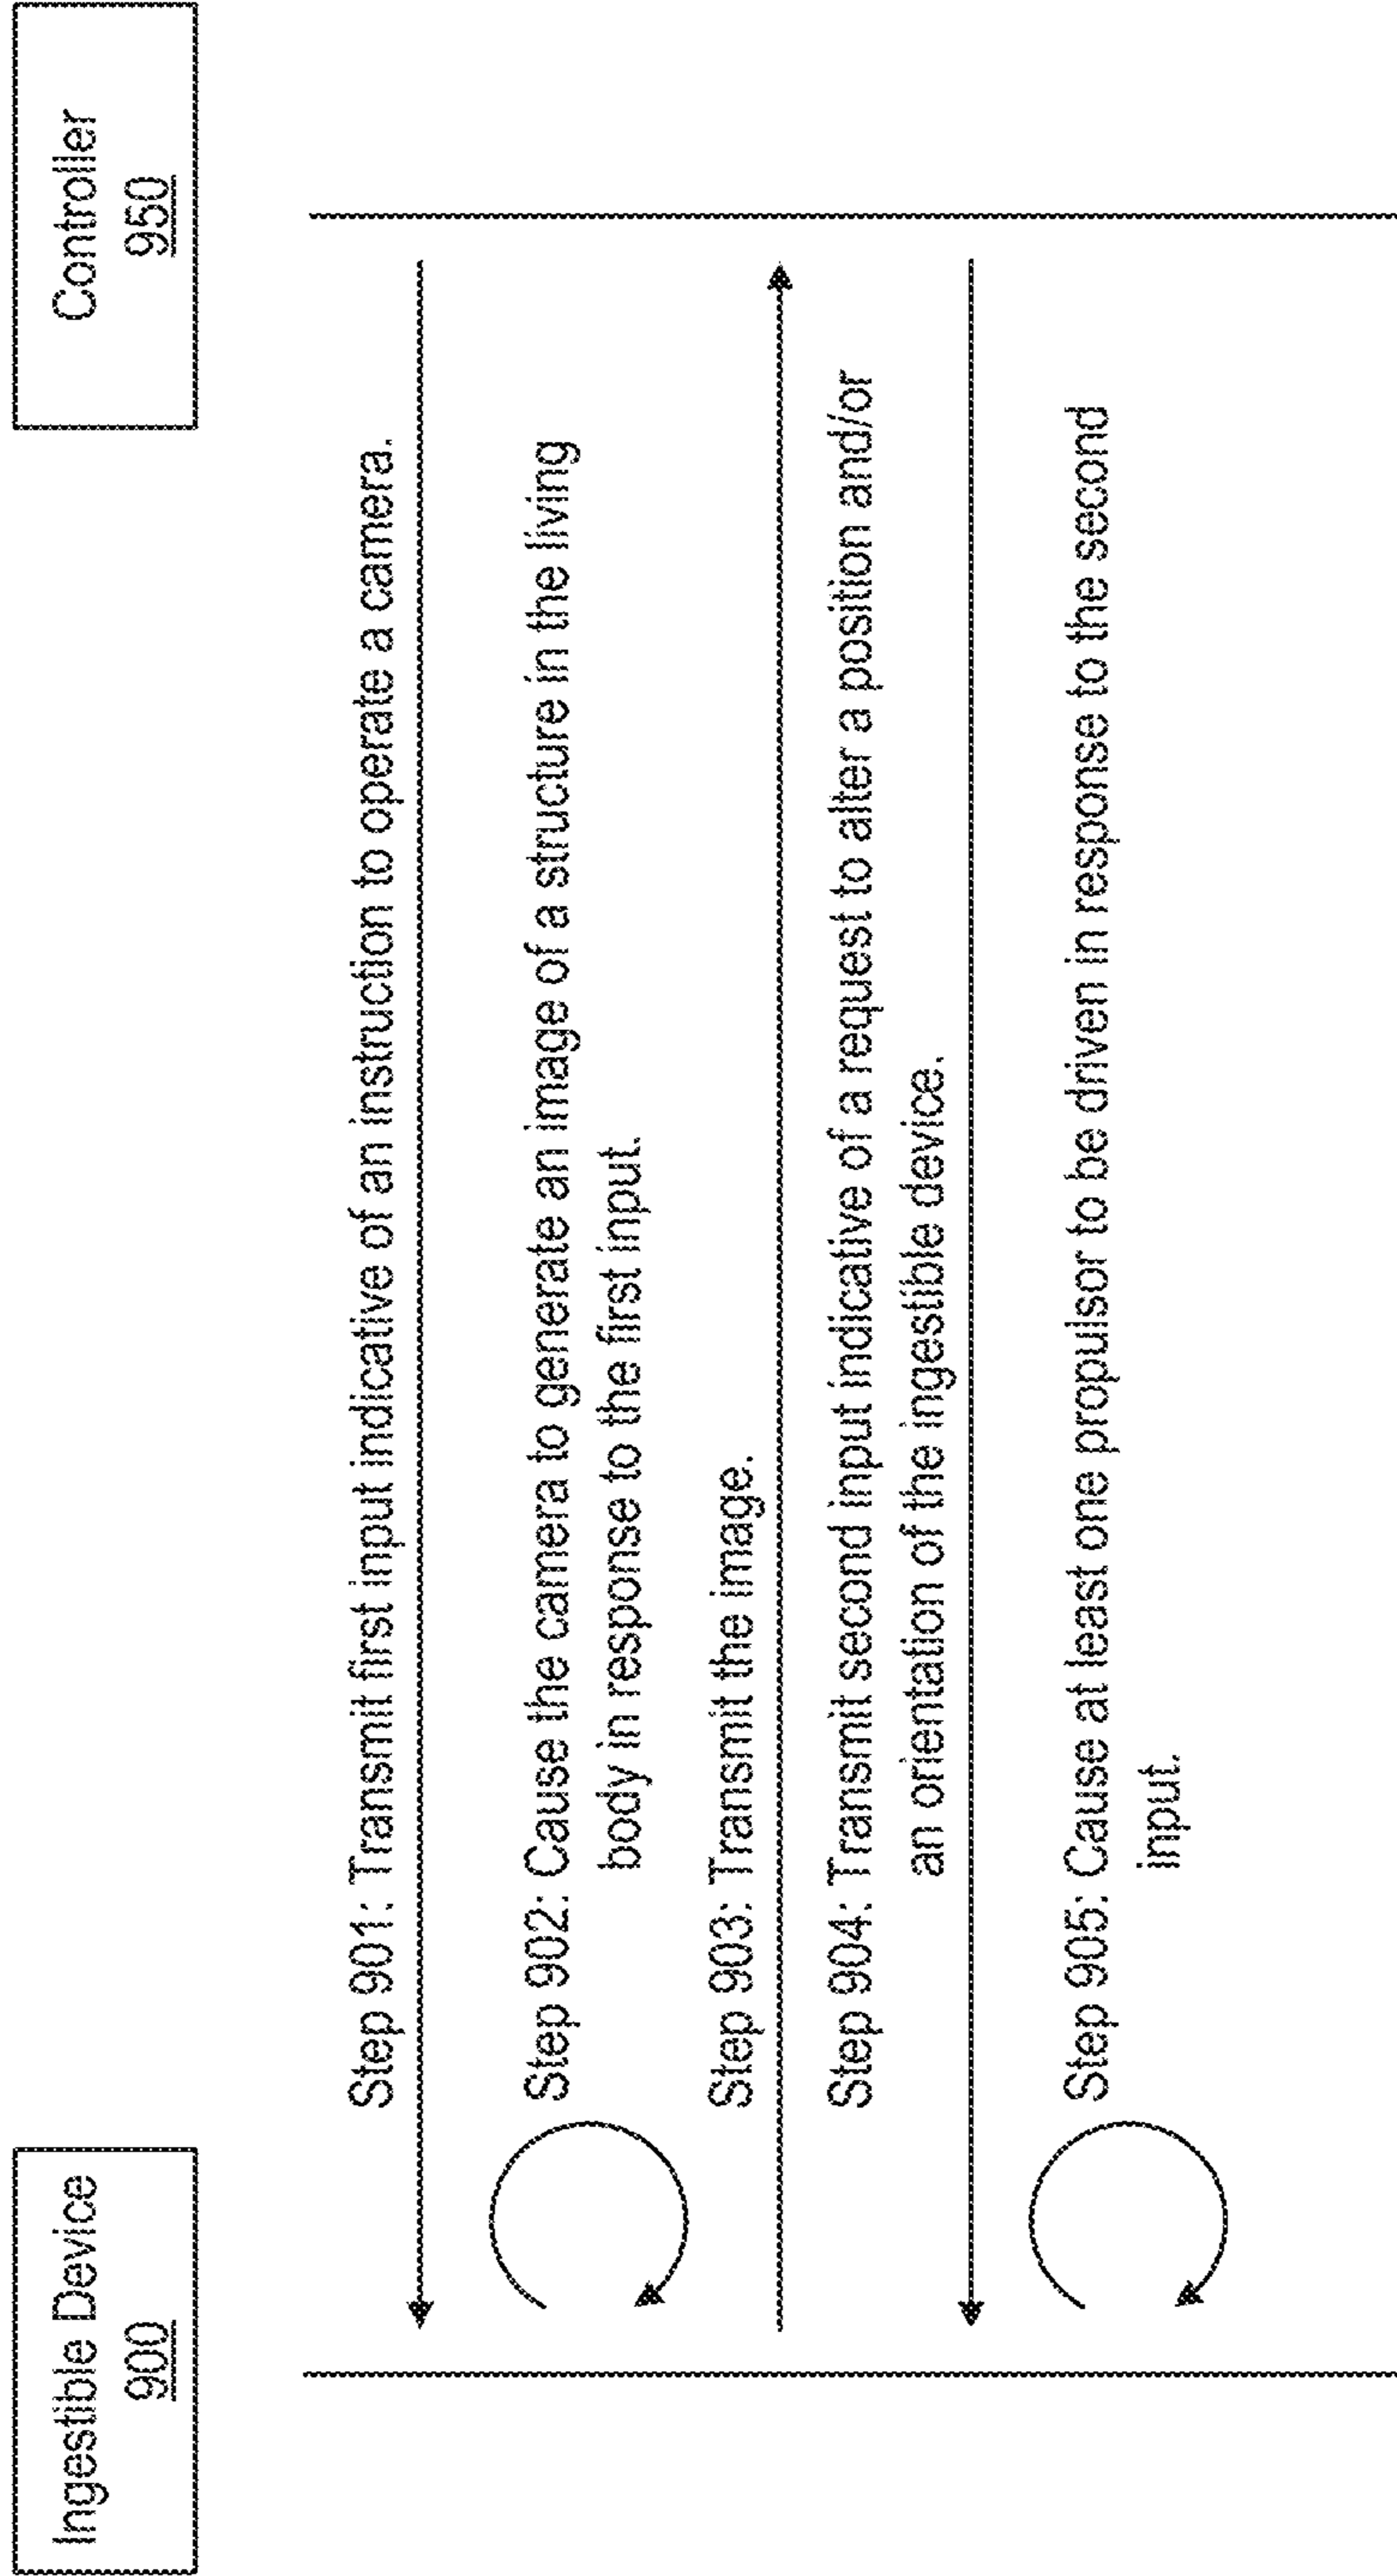 Ingestible Device
900
Controller
950
Step 901: Transmit first input indicative of an instruction to operate a camera.
Step 902: Cause the camera to generate an image of a structure in the living
body in response to the first input.
Step 903: Transmit the image.
Step 904: Transmit second input indicative of a request to alter a position and/or
an orientation of the ingestible device.
Step 905: Cause at least one propulsor to be driven in response to the second
input.